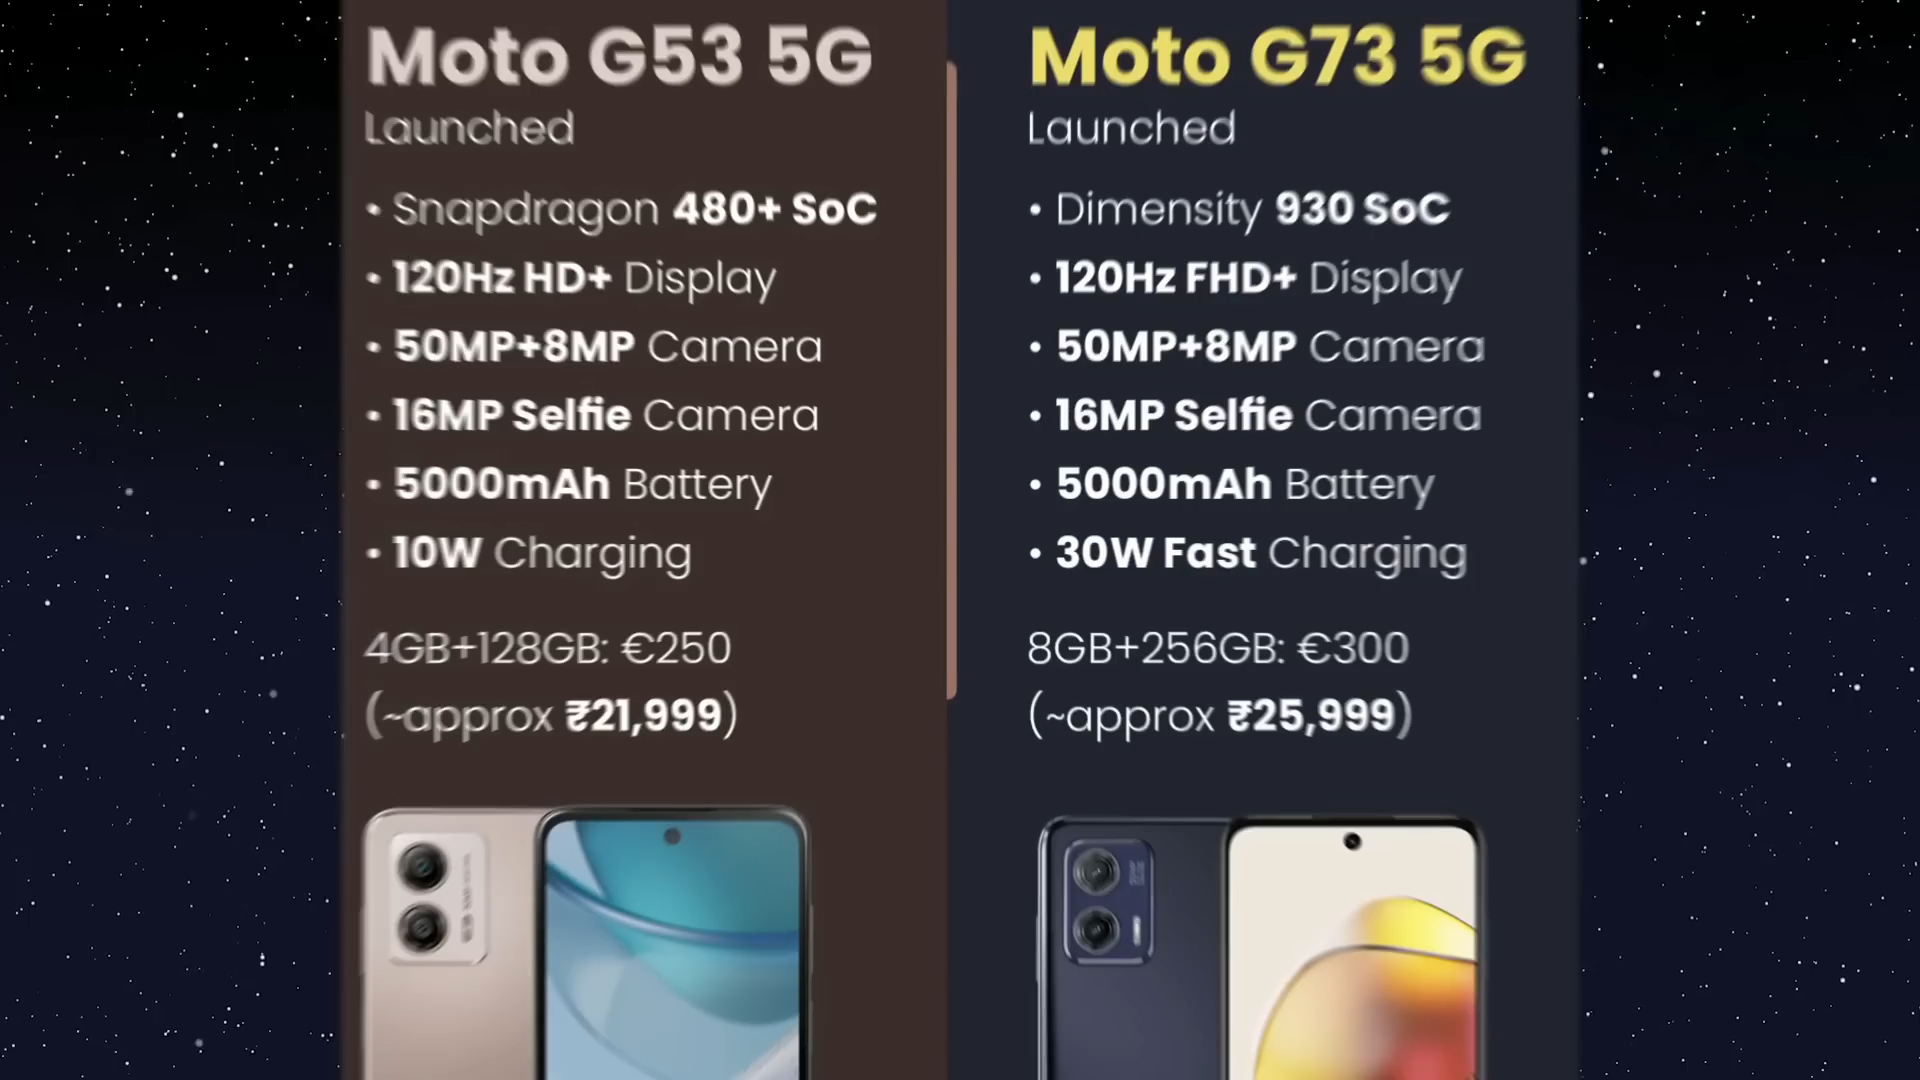 Moto G53 5G
Launched
• Snapdragon 480+ SoC
• 120Hz HD+ Display
• 50MP+8MP Camera
• 16MP Selfie Camera
• 5000mAh Battery
• 10W Charging
4GB+128GB: €250
(~approx ₹21,999)
Moto G73 5G
Launched
• Dimensity 930 SoC
• 120Hz FHD+ Display
• 50MP+8MP Camera
• 16MP Selfie Camera
• 5000mAh Battery
• 30W Fast Charging
8GB+256GB: €300
(~approx ₹25,999)